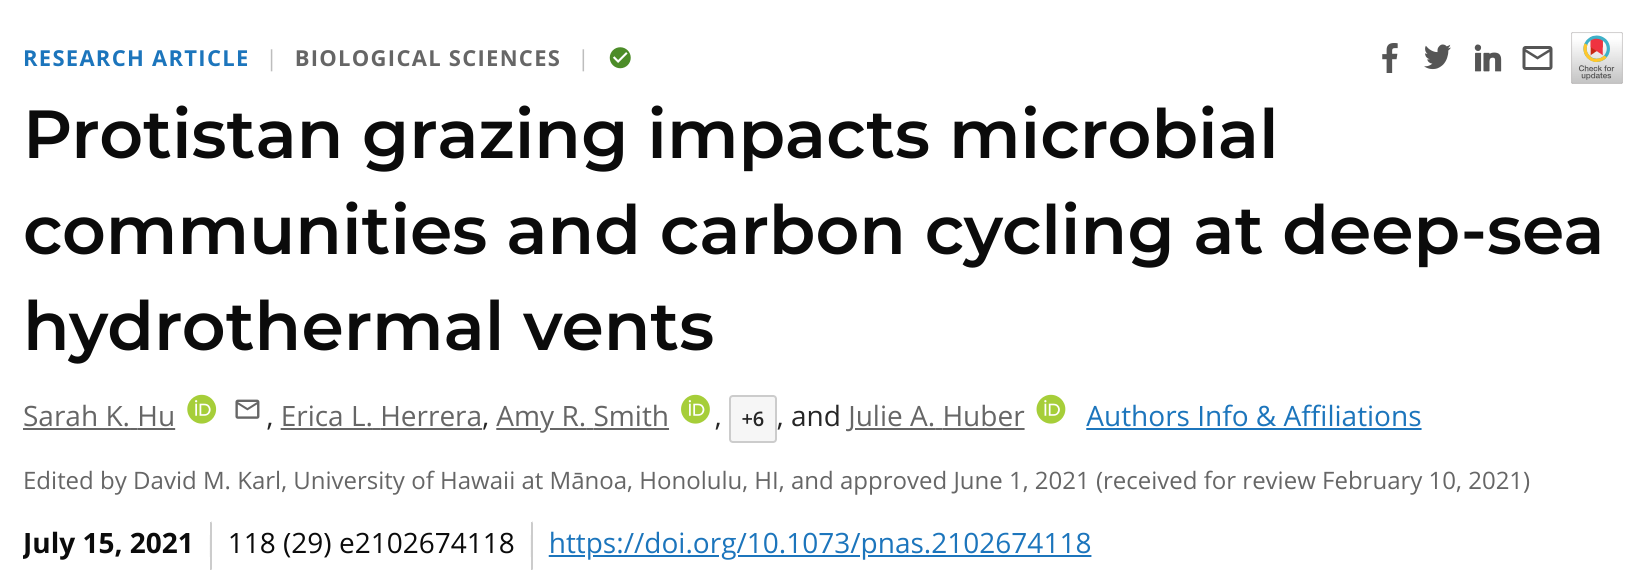 RESEARCH ARTICLE | BIOLOGICAL SCIENCES |
Check for
updates
Protistan grazing impacts microbial
communities and carbon cycling at deep-sea
hydrothermal vents
Sarah K. Hu iD , Erica L. Herrera, Amy R. Smith iD , +6 , and Julie A. Huber iD Authors Info & Affiliations
Edited by David M. Karl, University of Hawaii at Mānoa, Honolulu, HI, and approved June 1, 2021 (received for review February 10, 2021)
July 15, 2021 | 118 (29) e2102674118 | https://doi.org/10.1073/pnas.2102674118